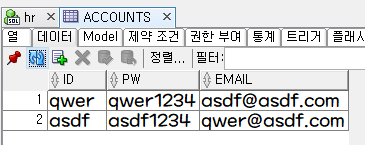 SQL hr ACCOUNTS
열 데이터 Model 제약 조건 권한 부여 통계 트리거 플래시
정렬... 필터:
ID PW EMAIL
1 qwer qwer1234 asdf@asdf.com
2 asdf asdf1234 qwer@asdf.com